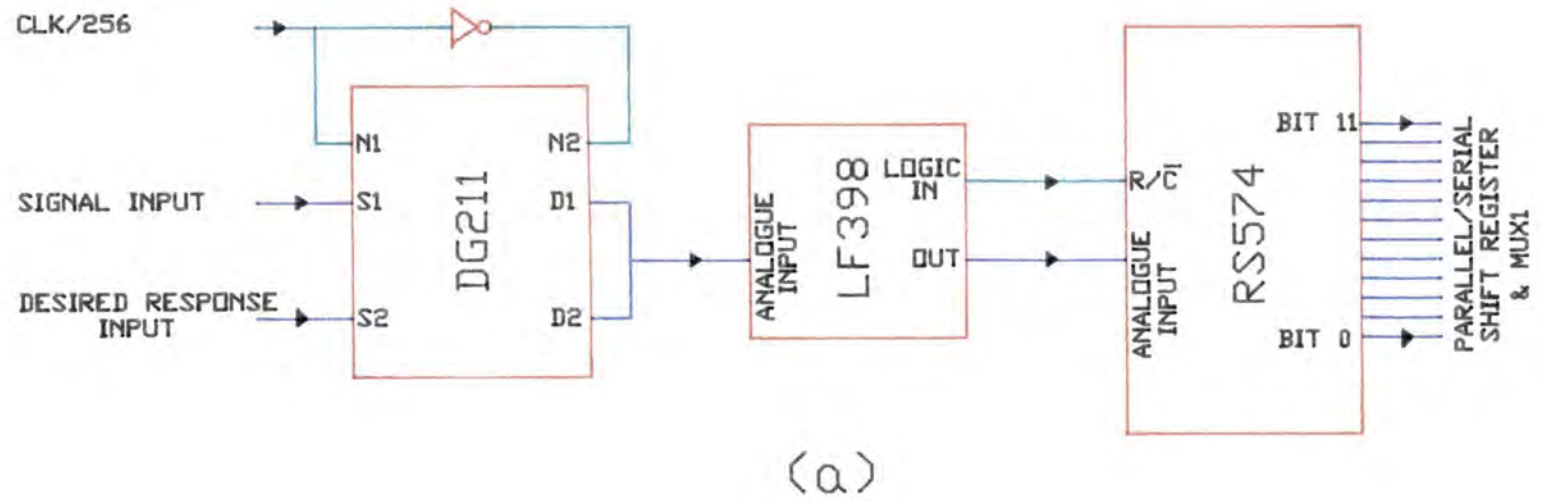 CLK/256
SIGNAL INPUT
DESIRED RESPONSE
INPUT
N1
S1
S2
DG211
N2
D1
D2
ANALOGUE
INPUT
LF398
LOGIC
IN
OUT
R/C̅
ANALOGUE
INPUT
RS574
BIT 11
BIT 0
PARALLEL/SERIAL
SHIFT REGISTER
& MUX1
(a)